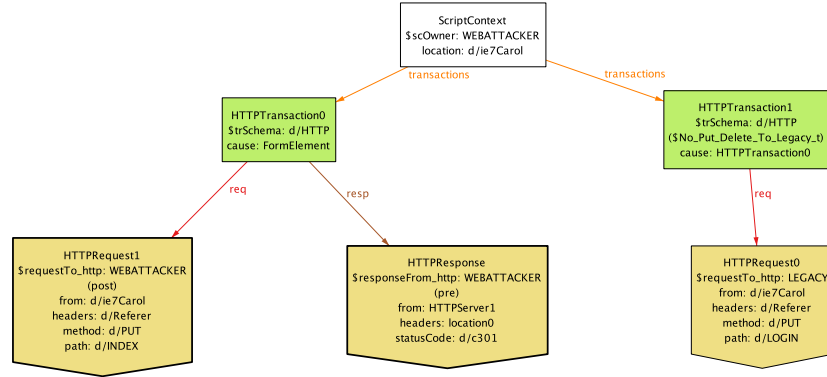 ScriptContext
$scOwner: WEBATTACKER
location: d/ie7Carol
transactions
transactions
HTTPTransaction0
$trSchema: d/HTTP
cause: FormElement
HTTPTransaction1
$trSchema: d/HTTP
($No_Put_Delete_To_Legacy_t)
cause: HTTPTransaction0
req
resp
req
HTTPRequest1
$requestTo_http: WEBATTACKER
(post)
from: d/ie7Carol
headers: d/Referer
method: d/PUT
path: d/INDEX
HTTPResponse
$responseFrom_http: WEBATTACKER
(pre)
from: HTTPServer1
headers: location0
statusCode: d/c301
HTTPRequest0
$requestTo_http: LEGACY
from: d/ie7Carol
headers: d/Referer
method: d/PUT
path: d/LOGIN